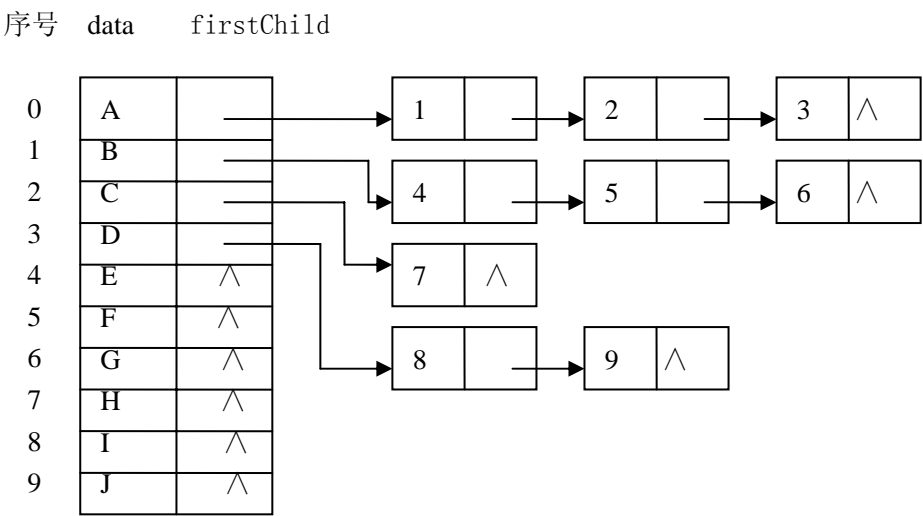 序号 data firstChild
0 A 1 2 3 ∧
1 B
2 C 4 5 6 ∧
3 D
4 E ∧ 7 ∧
5 F ∧
6 G ∧ 8 9 ∧
7 H ∧
8 I ∧
9 J ∧